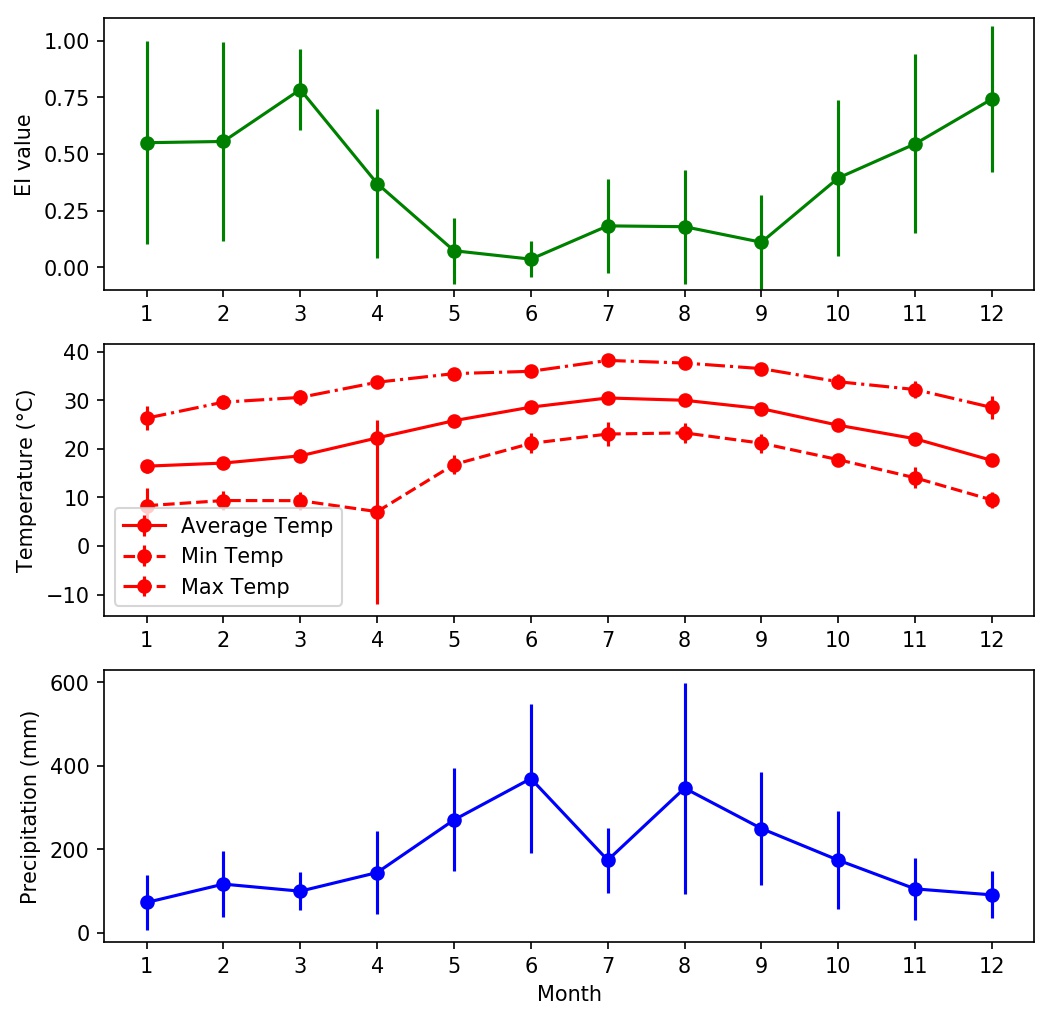 EI value
1.00
0.75
0.50
0.25
0.00
1 2 3 4 5 6 7 8 9 10 11 12
Temperature (°C)
40
30
20
10
0
−10
Average Temp
Min Temp
Max Temp
1 2 3 4 5 6 7 8 9 10 11 12
Precipitation (mm)
600
400
200
0
1 2 3 4 5 6 7 8 9 10 11 12
Month